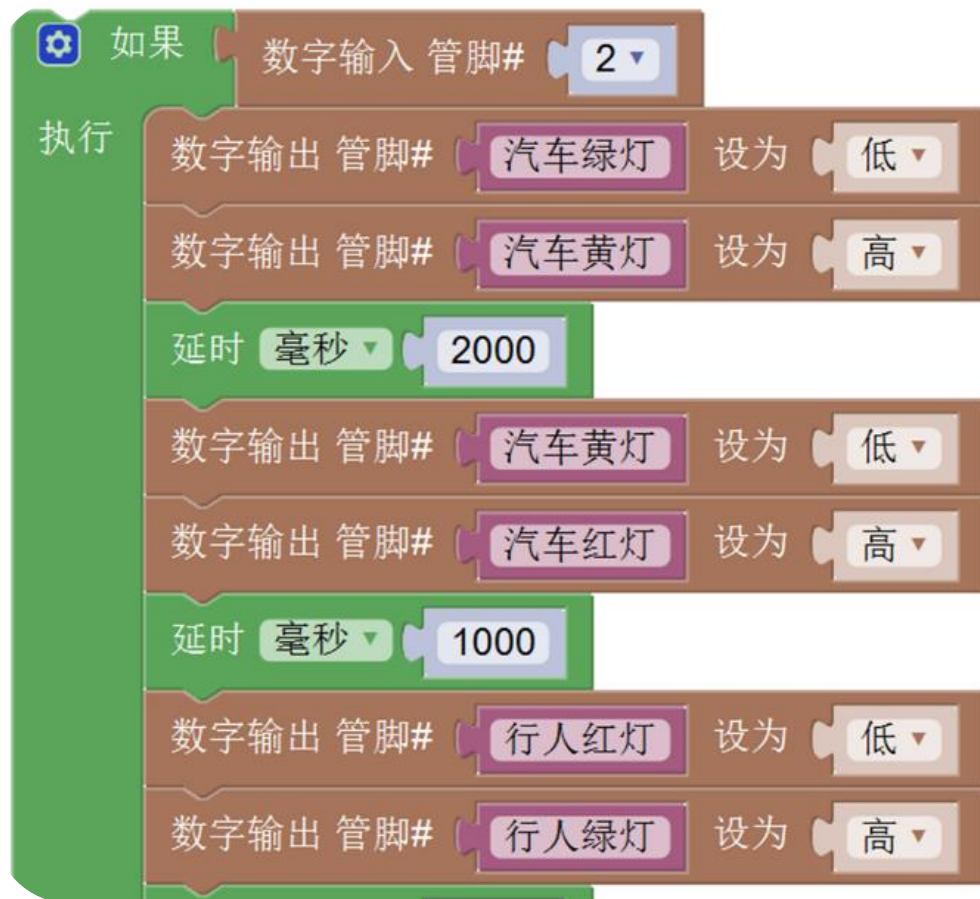 如果 数字输入 管脚# 2
执行 数字输出 管脚# 汽车绿灯 设为 低
数字输出 管脚# 汽车黄灯 设为 高
延时 毫秒 2000
数字输出 管脚# 汽车黄灯 设为 低
数字输出 管脚# 汽车红灯 设为 高
延时 毫秒 1000
数字输出 管脚# 行人红灯 设为 低
数字输出 管脚# 行人绿灯 设为 高